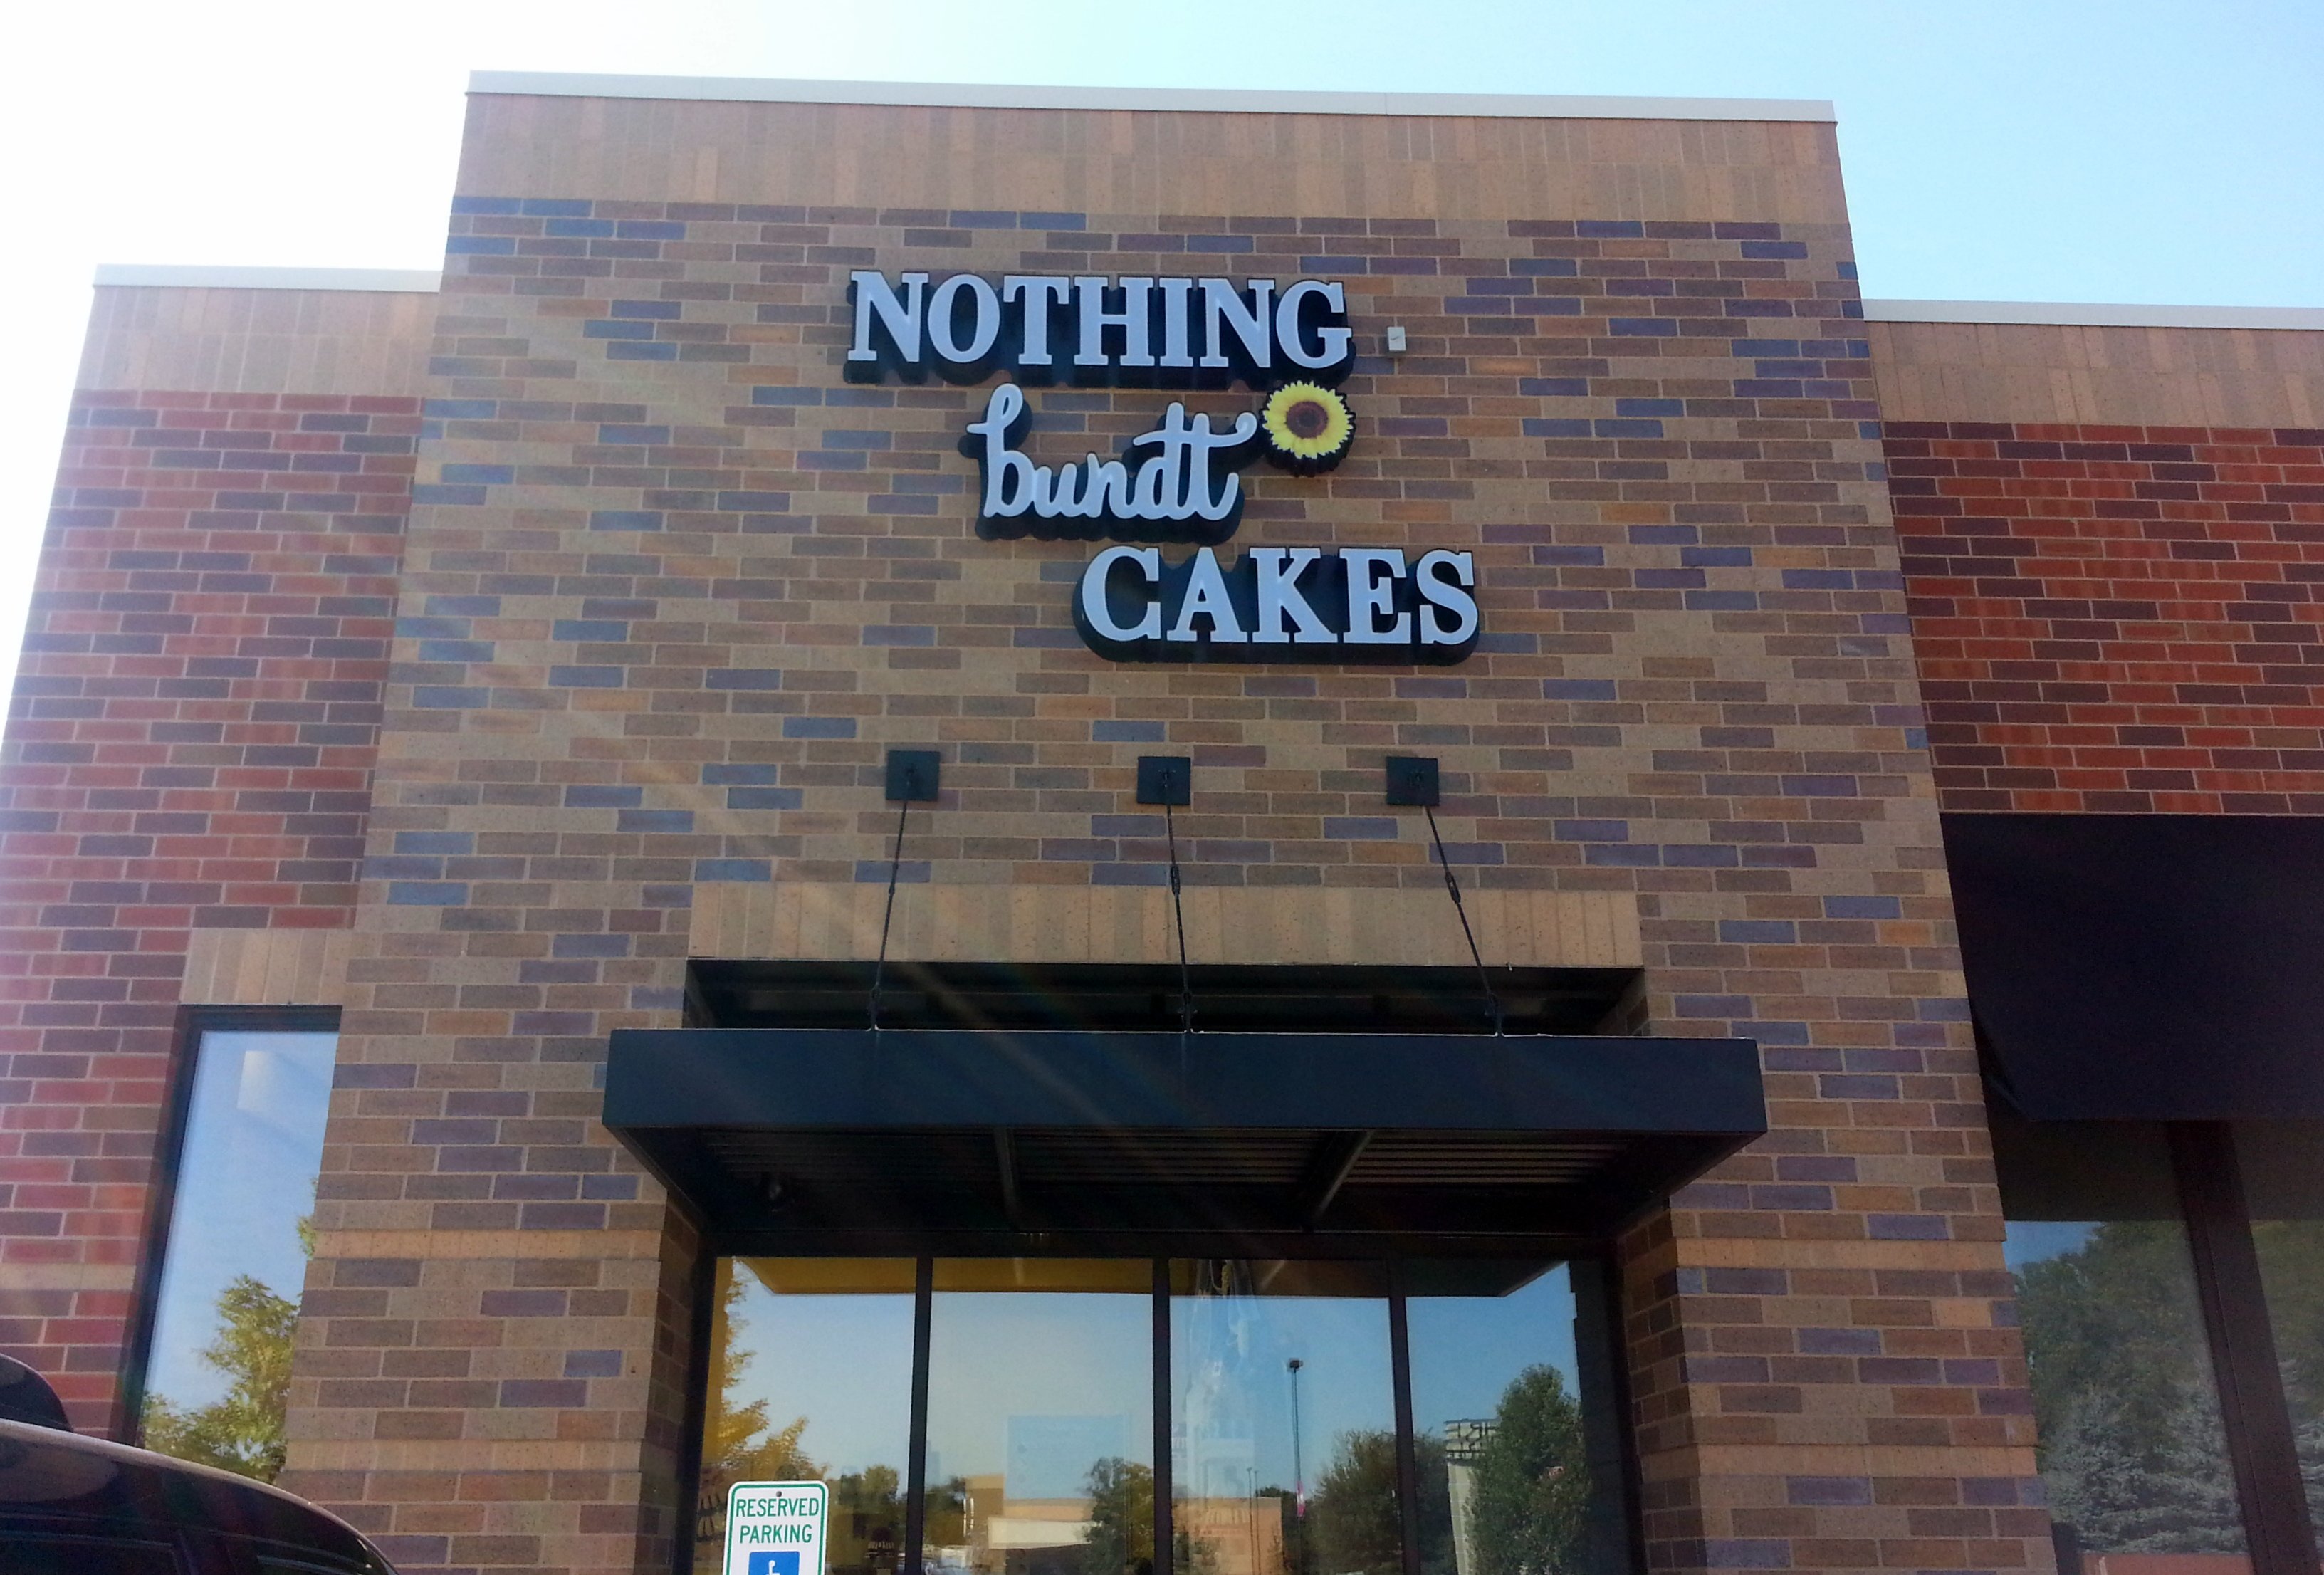 NOTHING
bundt
CAKES
RESERVED
PARKING